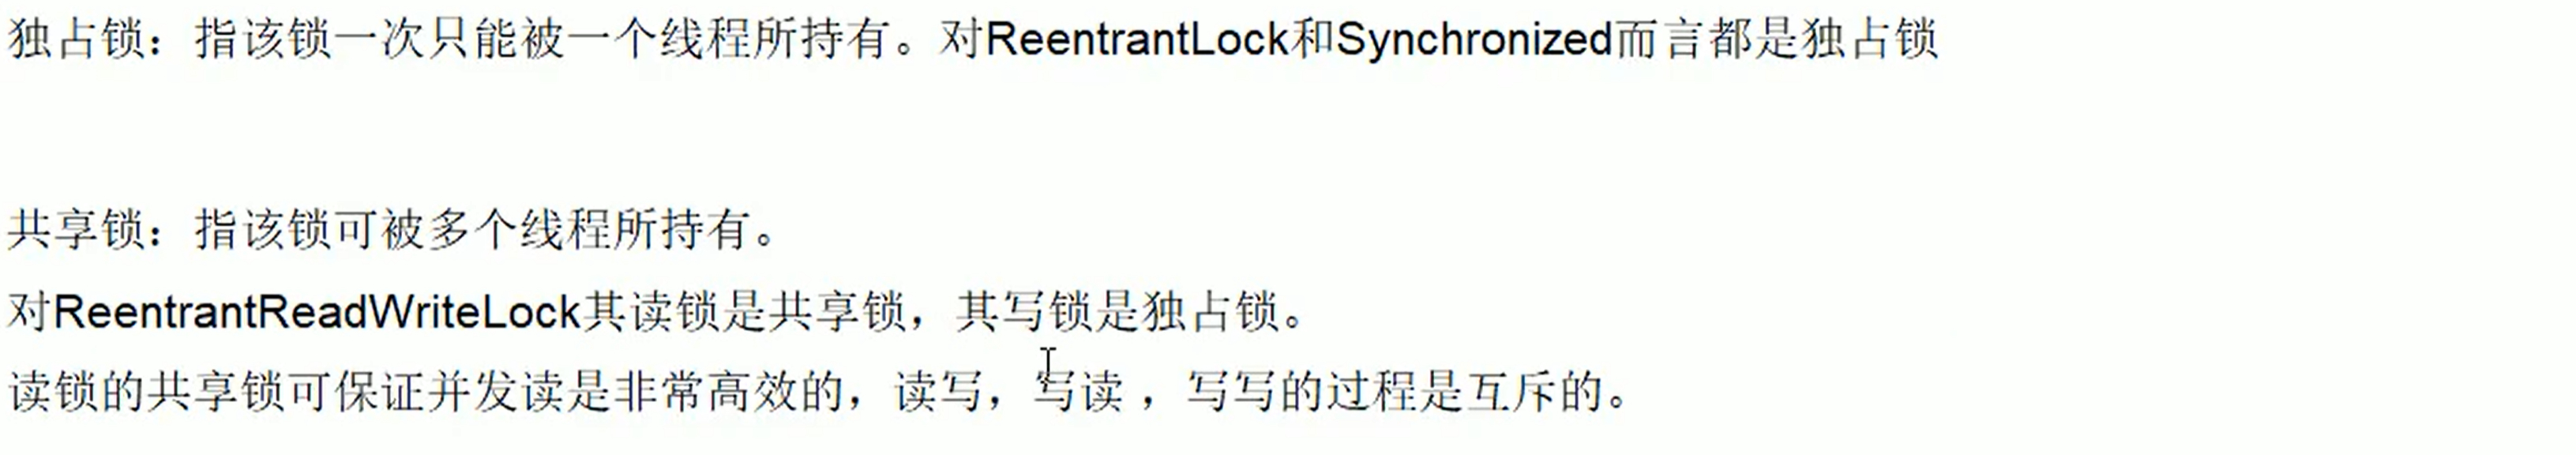 独占锁：指该锁一次只能被一个线程所持有。对ReentrantLock和Synchronized而言都是独占锁
共享锁：指该锁可被多个线程所持有。
对ReentrantReadWriteLock其读锁是共享锁，其写锁是独占锁。
读锁的共享锁可保证并发读是非常高效的，读写，写读 ，写写的过程是互斥的。